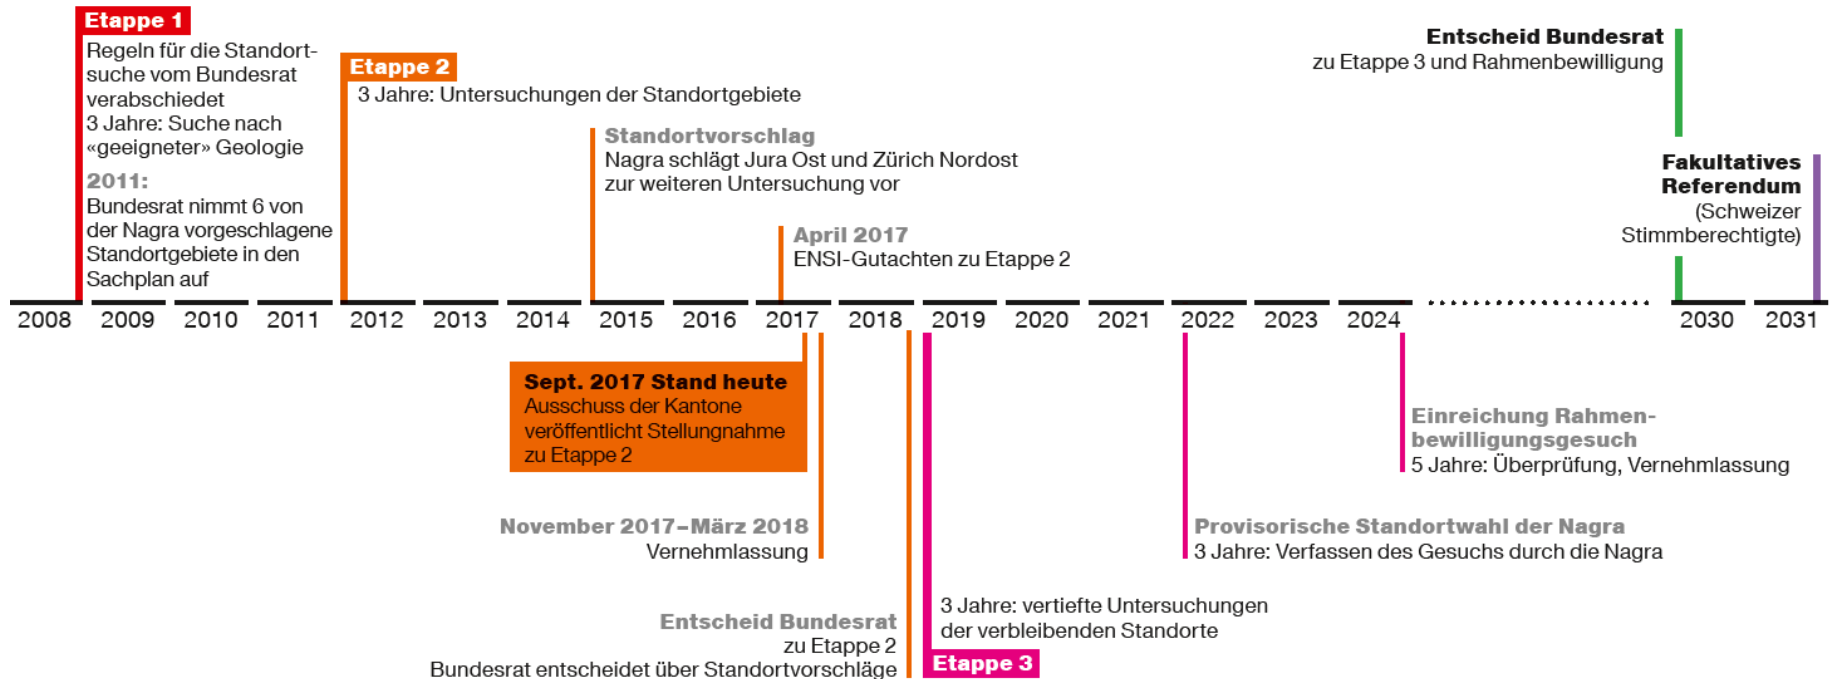 Etappe 1
Regeln für die Standort-
suche vom Bundesrat
verabschiedet
3 Jahre: Suche nach
«geeigneter» Geologie
2011:
Bundesrat nimmt 6 von
der Nagra vorgeschlagene
Standortgebiete in den
Sachplan auf
Etappe 2
3 Jahre: Untersuchungen der Standortgebiete
Standortvorschlag
Nagra schlägt Jura Ost und Zürich Nordost
zur weiteren Untersuchung vor
April 2017
ENSI-Gutachten zu Etappe 2
Entscheid Bundesrat
zu Etappe 3 und Rahmenbewilligung
Fakultatives
Referendum
(Schweizer
Stimmberechtigte)
2008 2009 2010 2011 2012 2013 2014 2015 2016 2017 2018 2019 2020 2021 2022 2023 2024 2030 2031
Sept. 2017 Stand heute
Ausschuss der Kantone
veröffentlicht Stellungnahme
zu Etappe 2
November 2017–März 2018
Vernehmlassung
Entscheid Bundesrat
zu Etappe 2
Bundesrat entscheidet über Standortvorschläge
3 Jahre: vertiefte Untersuchungen
der verbleibenden Standorte
Etappe 3
Provisorische Standortwahl der Nagra
3 Jahre: Verfassen des Gesuchs durch die Nagra
Einreichung Rahmen-
bewilligungsgesuch
5 Jahre: Überprüfung, Vernehmlassung